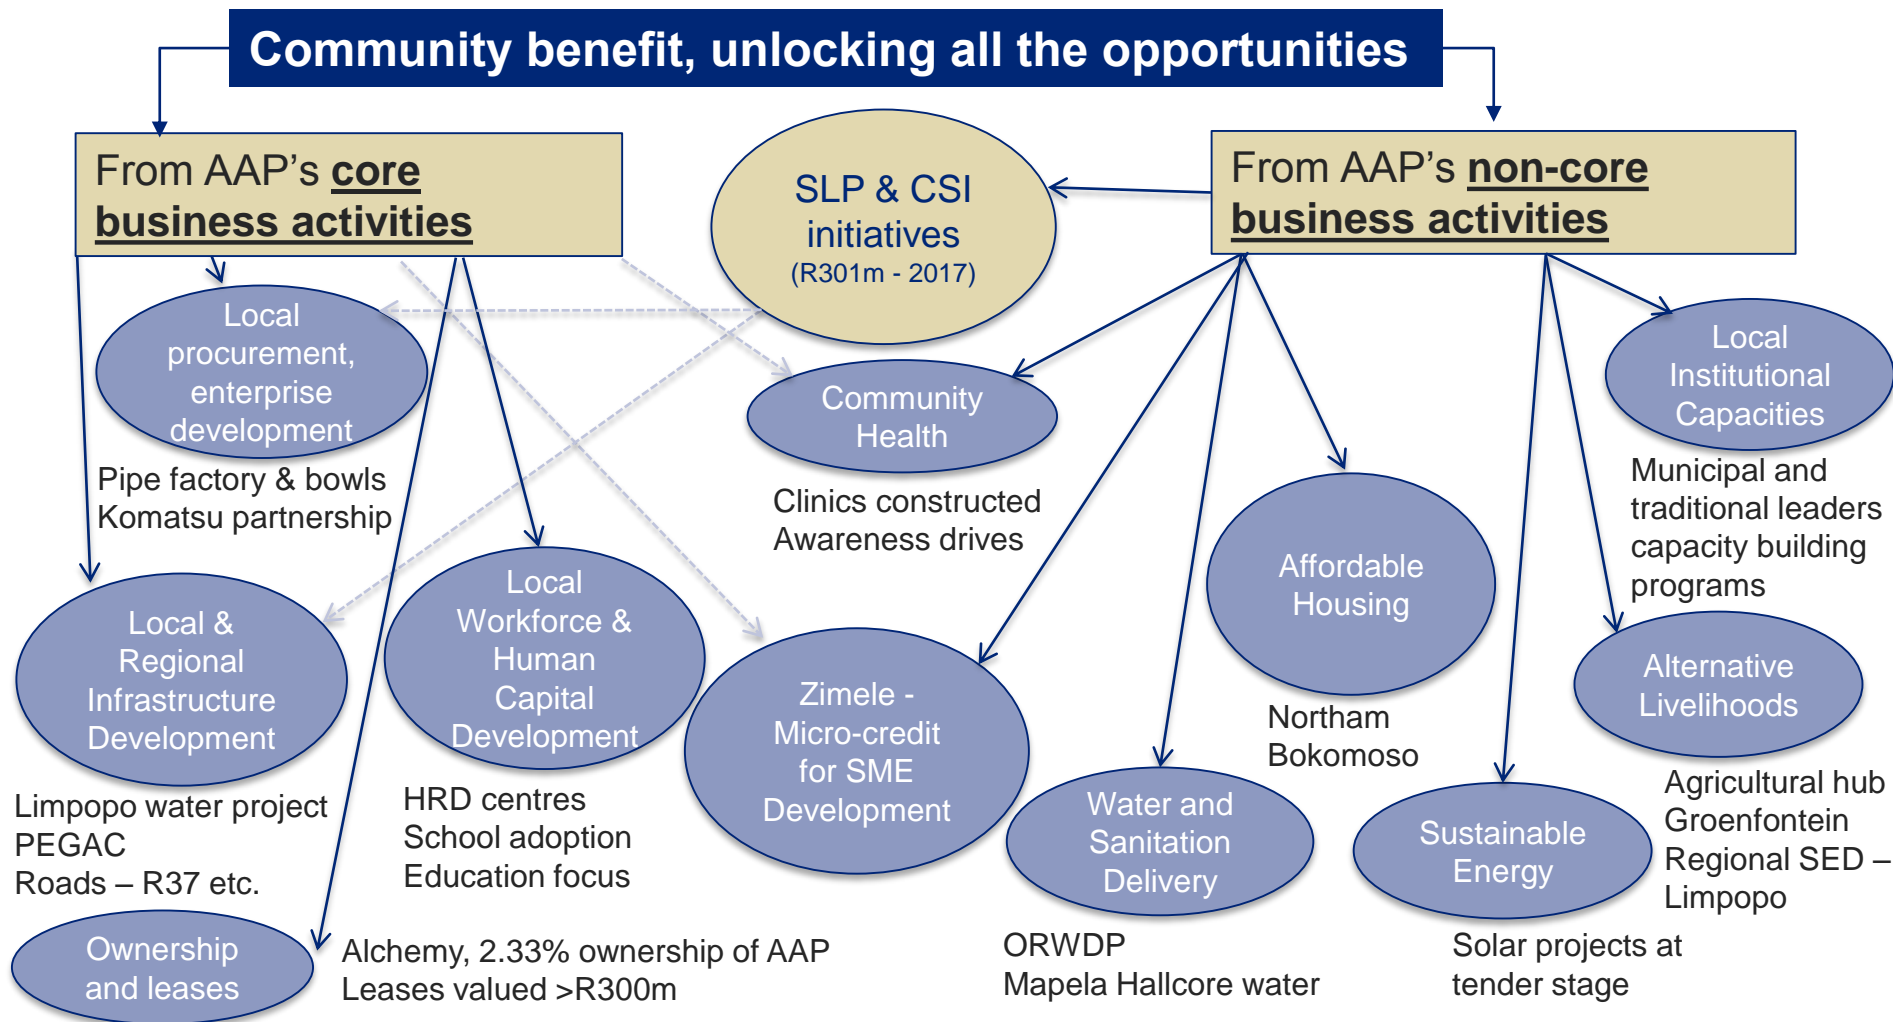 Community benefit, unlocking all the opportunities
From AAP’s core
business activities
SLP & CSI
initiatives
(R301m - 2017)
From AAP’s non-core
business activities
Local
procurement,
enterprise
development
Pipe factory & bowls
Komatsu partnership
Community
Health
Clinics constructed
Awareness drives
Local
Institutional
Capacities
Municipal and
traditional leaders
capacity building
programs
Local &
Regional
Infrastructure
Development
Limpopo water project
PEGAC
Roads – R37 etc.
Local
Workforce &
Human
Capital
Development
HRD centres
School adoption
Education focus
Zimele -
Micro-credit
for SME
Development
Affordable
Housing
Northam
Bokomoso
Alternative
Livelihoods
Agricultural hub
Groenfontein
Regional SED –
Limpopo
Water and
Sanitation
Delivery
ORWDP
Mapela Hallcore water
Sustainable
Energy
Solar projects at
tender stage
Ownership
and leases
Alchemy, 2.33% ownership of AAP
Leases valued >R300m